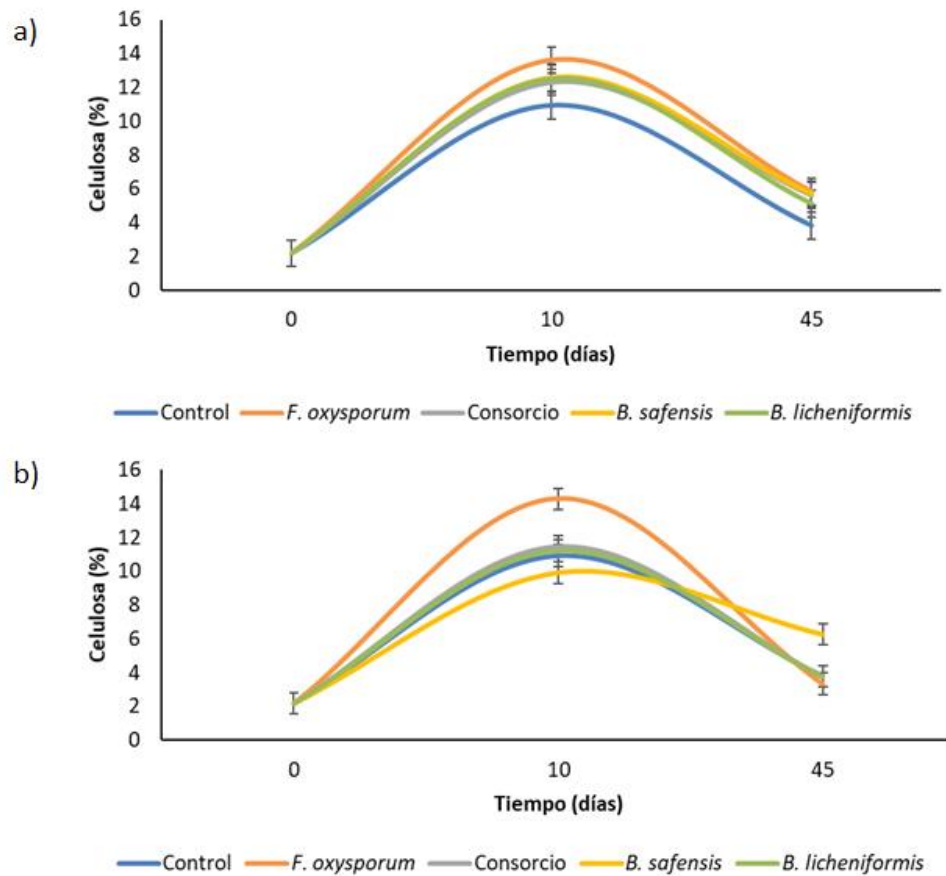 a)
16
14
12
10
8
6
4
2
0
Celulosa (%)
0 10 45
Tiempo (días)
Control F. oxysporum Consorcio B. safensis B. licheniformis
b)
16
14
12
10
8
6
4
2
0
Celulosa (%)
0 10 45
Tiempo (días)
Control F. oxysporum Consorcio B. safensis B. licheniformis